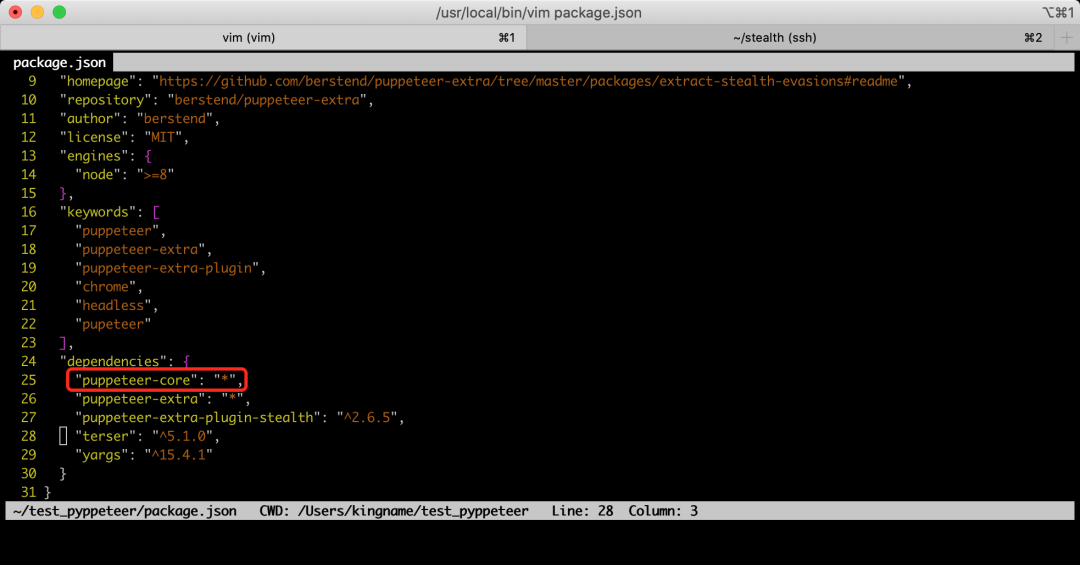 /usr/local/bin/vim package.json
⌥⌘1
vim (vim) ⌘1 ~/stealth (ssh) ⌘2 +
package.json
9 "homepage": "https://github.com/berstend/puppeteer-extra/tree/master/packages/extract-stealth-evasions#readme",
10 "repository": "berstend/puppeteer-extra",
11 "author": "berstend",
12 "license": "MIT",
13 "engines": {
14 "node": ">=8"
15 },
16 "keywords": [
17 "puppeteer",
18 "puppeteer-extra",
19 "puppeteer-extra-plugin",
20 "chrome",
21 "headless",
22 "pupeteer"
23 ],
24 "dependencies": {
25 "puppeteer-core": "*",
26 "puppeteer-extra": "*",
27 "puppeteer-extra-plugin-stealth": "^2.6.5",
28 "terser": "^5.1.0",
29 "yargs": "^15.4.1"
30 }
31 }
~/test_pyppeteer/package.json CWD: /Users/kingname/test_pyppeteer Line: 28 Column: 3